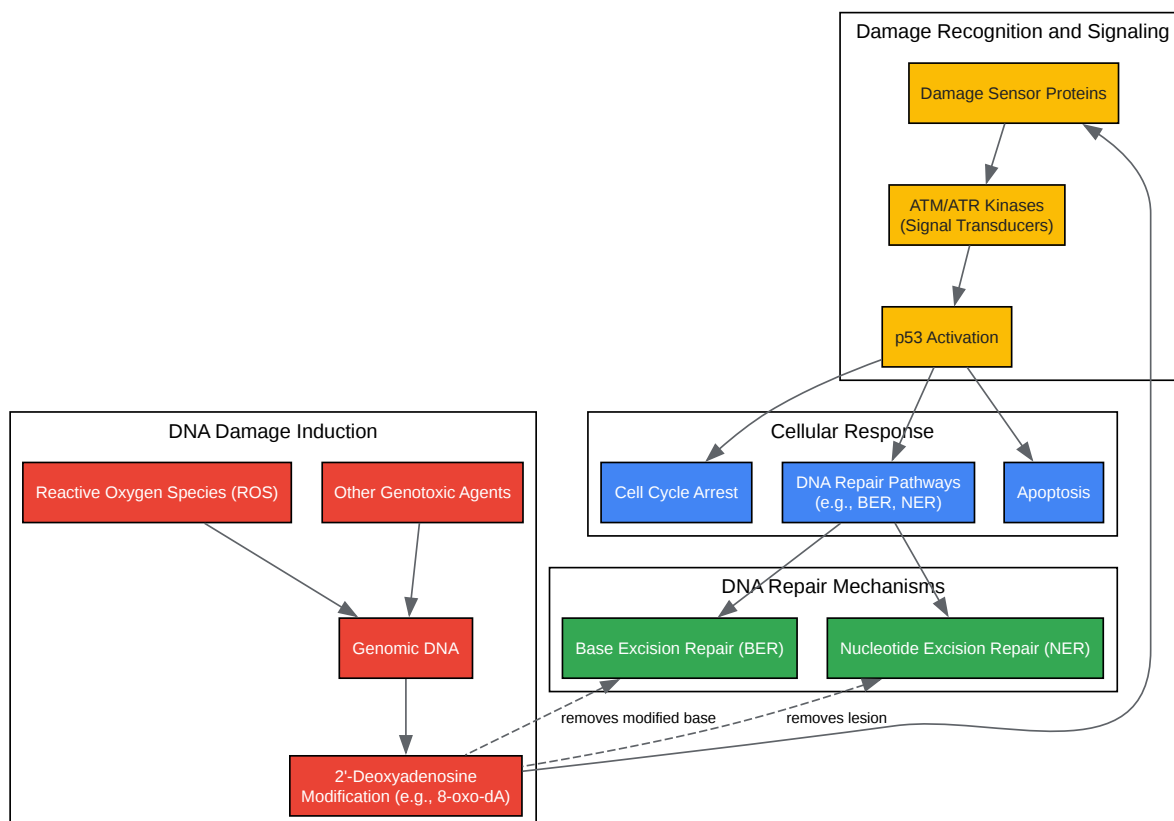 Damage Recognition and Signaling
Damage Sensor Proteins
ATM/ATR Kinases
(Signal Transducers)
p53 Activation
DNA Damage Induction
Reactive Oxygen Species (ROS)
Other Genotoxic Agents
Genomic DNA
2'-Deoxyadenosine
Modification (e.g., 8-oxo-dA)
Cellular Response
Cell Cycle Arrest
DNA Repair Pathways
(e.g., BER, NER)
Apoptosis
DNA Repair Mechanisms
Base Excision Repair (BER)
Nucleotide Excision Repair (NER)
removes modified base
removes lesion